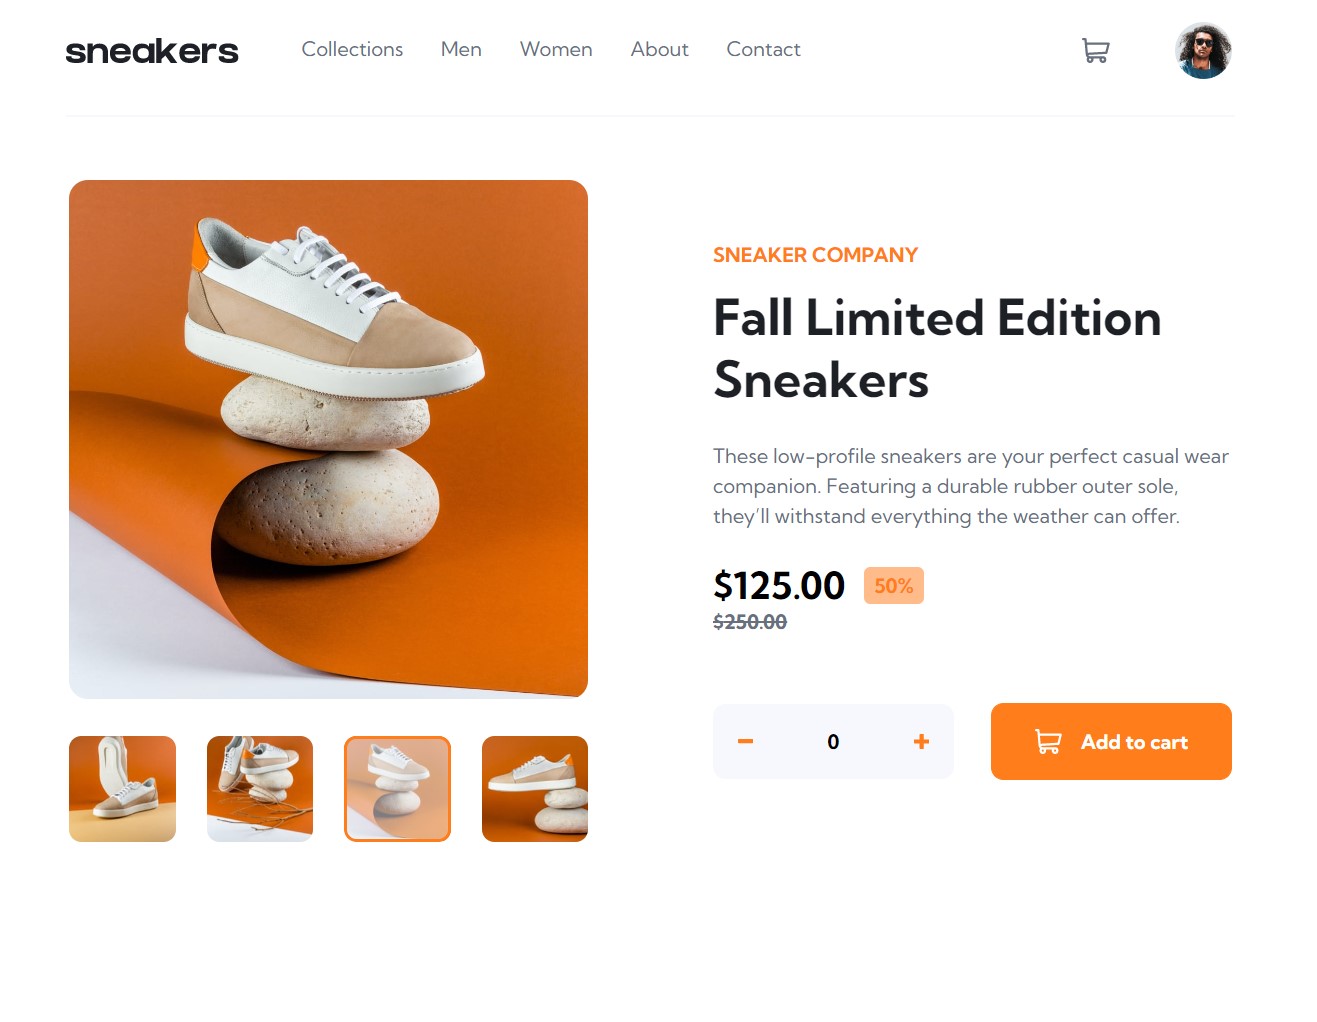 sneakers Collections Men Women About Contact
SNEAKER COMPANY
Fall Limited Edition
Sneakers
These low-profile sneakers are your perfect casual wear
companion. Featuring a durable rubber outer sole,
they’ll withstand everything the weather can offer.
$125.00 50%
$250.00
0 Add to cart